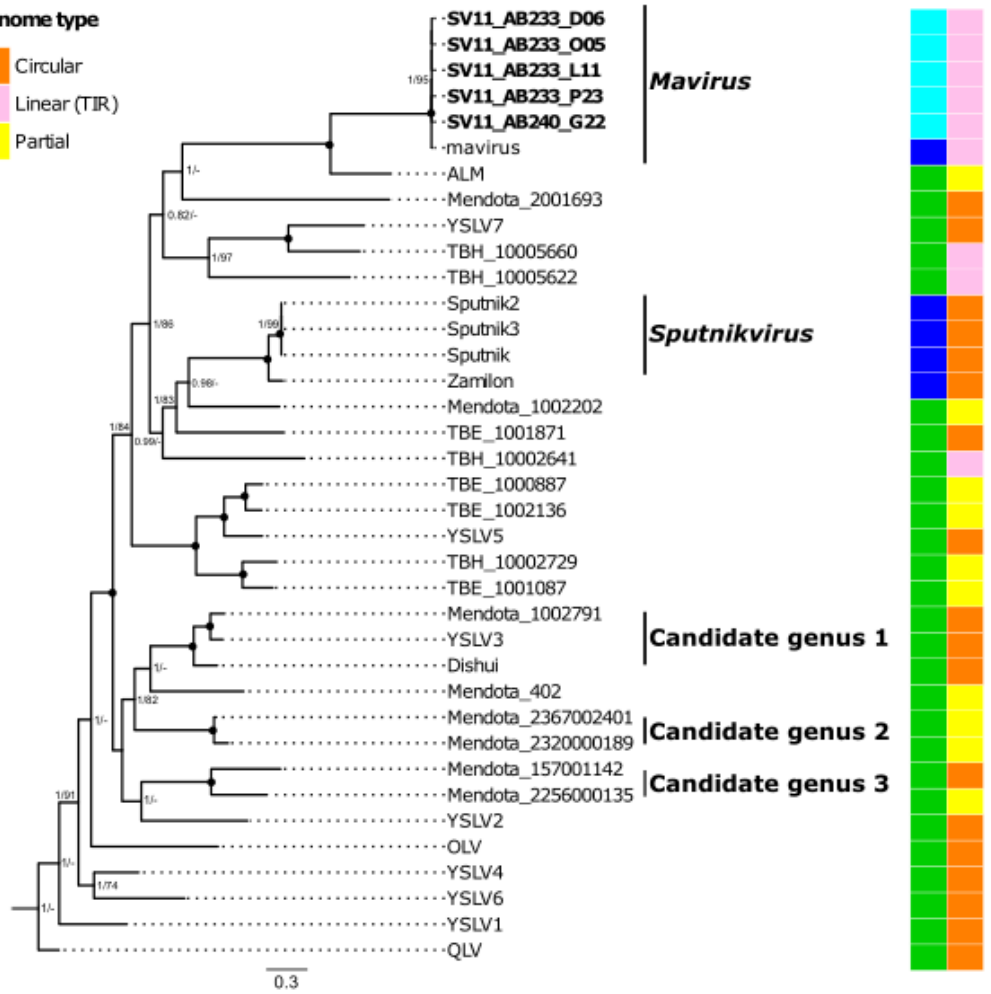 nome type
Circular
Linear (TIR)
Partial
SV11_AB233_D06
SV11_AB233_O05
SV11_AB233_L11
SV11_AB233_P23
SV11_AB240_G22
mavirus
Mavirus
1/95
ALM
1/-
Mendota_2001693
0.82/-
YSLV7
TBH_10005660
1/97
TBH_10005622
Sputnik2
1/99
Sputnik3
Sputnik
Zamilon
Sputnikvirus
1/86
0.98/-
Mendota_1002202
1/83
TBE_1001871
1/84
0.99/-
TBH_10002641
TBE_1000887
TBE_1002136
YSLV5
TBH_10002729
TBE_1001087
Mendota_1002791
YSLV3
Dishui
Candidate genus 1
1/-
Mendota_402
1/82
Mendota_2367002401
Mendota_2320000189
Candidate genus 2
1/-
Mendota_157001142
Mendota_2256000135
Candidate genus 3
1/91
1/-
YSLV2
OLV
1/-
YSLV4
1/74
YSLV6
1/-
YSLV1
QLV
0.3